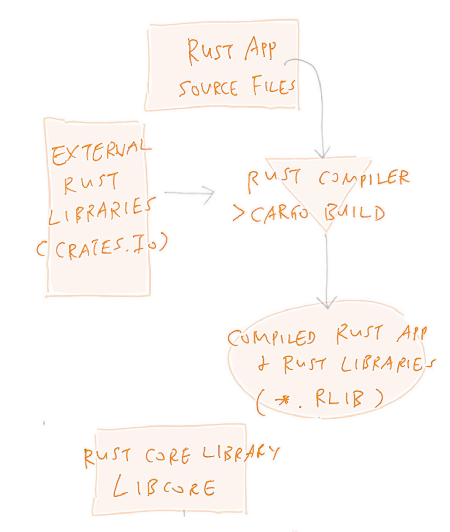 RUST APP
SOURCE FILES
EXTERNAL
RUST
LIBRARIES
(CRATES.IO)
RUST COMPILER
>CARGO BUILD
COMPILED RUST APP
& RUST LIBRARIES
(*.RLIB)
RUST CORE LIBRARY
LIBCORE